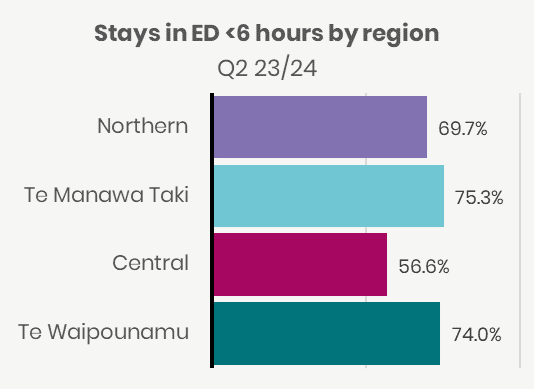 Stays in ED <6 hours by region
Q2 23/24
Northern 69.7%
Te Manawa Taki 75.3%
Central 56.6%
Te Waipounamu 74.0%